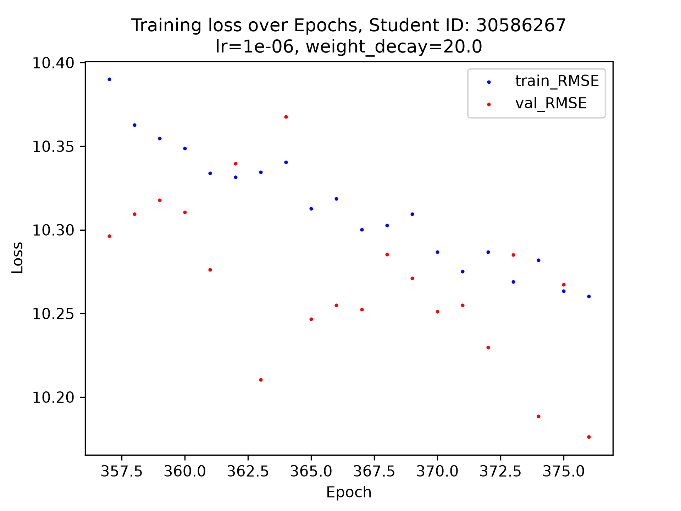 Training loss over Epochs, Student ID: 30586267
lr=1e-06, weight_decay=20.0
train_RMSE
val_RMSE
Loss
10.40
10.35
10.30
10.25
10.20
357.5 360.0 362.5 365.0 367.5 370.0 372.5 375.0
Epoch